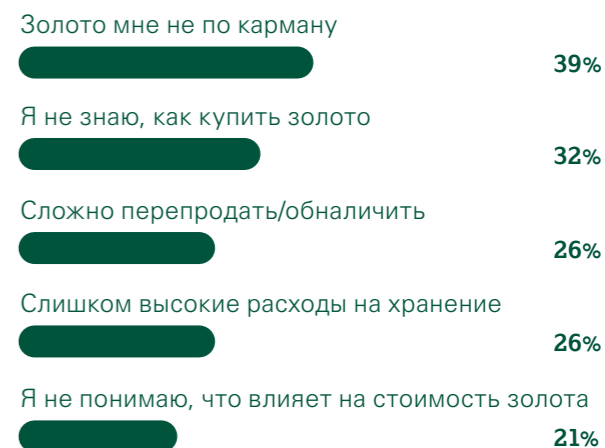 Золото мне не по карману
39%
Я не знаю, как купить золото
32%
Сложно перепродать/обналичить
26%
Слишком высокие расходы на хранение
26%
Я не понимаю, что влияет на стоимость золота
21%